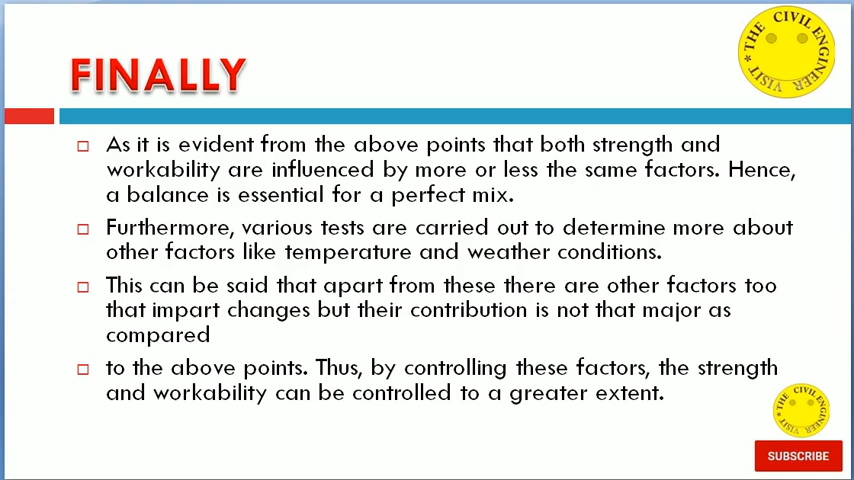 FINALLY
THE CIVIL ENGINEER
VISIT
As it is evident from the above points that both strength and
workability are influenced by more or less the same factors. Hence,
a balance is essential for a perfect mix.
Furthermore, various tests are carried out to determine more about
other factors like temperature and weather conditions.
This can be said that apart from these there are other factors too
that impart changes but their contribution is not that major as
compared
to the above points. Thus, by controlling these factors, the strength
and workability can be controlled to a greater extent.
THE CIVIL ENGINEER
VISIT
SUBSCRIBE